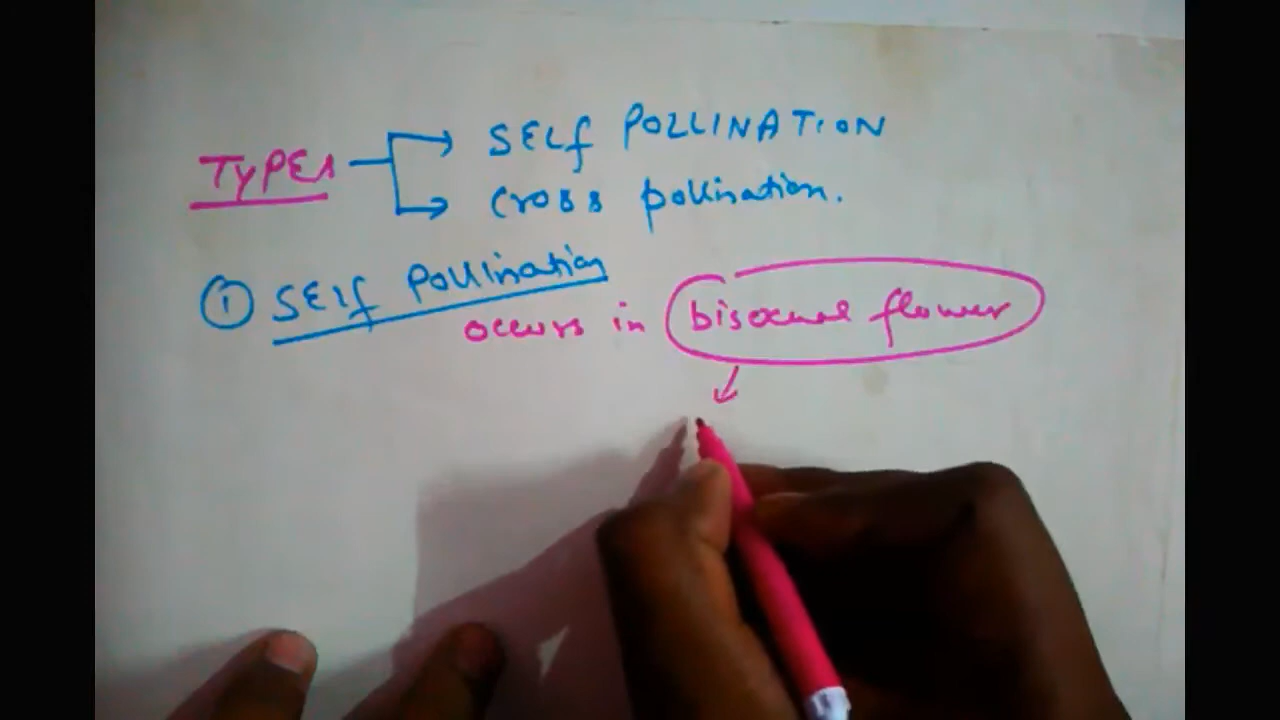 TYPES SELF POLLINATION
cross pollination.
① SELF Pollination
occurs in bisexual flower